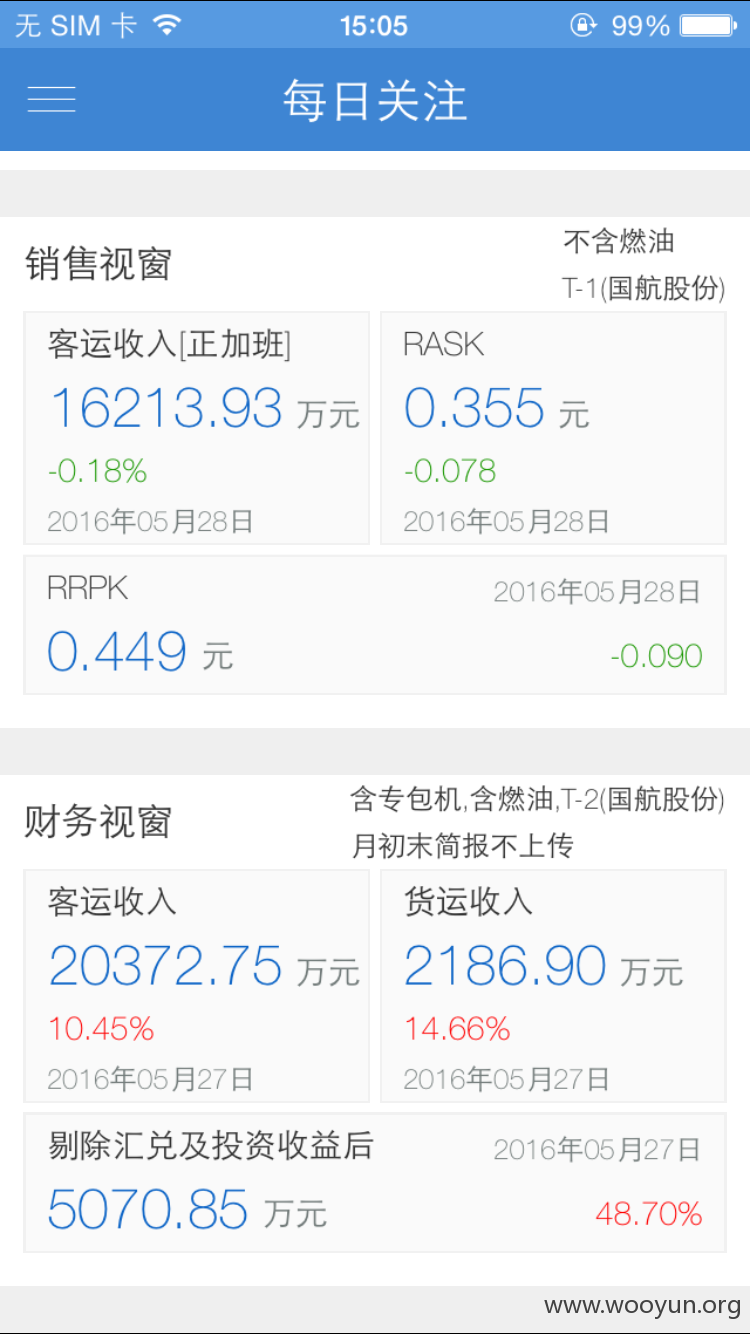 无 SIM 卡 15:05 99%
每日关注
销售视窗
不含燃油
T-1(国航股份)
客运收入[正加班]
16213.93 万元
-0.18%
2016年05月28日
RASK
0.355 元
-0.078
2016年05月28日
RRPK 2016年05月28日
0.449 元 -0.090
财务视窗
含专包机,含燃油,T-2(国航股份)
月初末简报不上传
客运收入
20372.75 万元
10.45%
2016年05月27日
货运收入
2186.90 万元
14.66%
2016年05月27日
剔除汇兑及投资收益后 2016年05月27日
5070.85 万元 48.70%
www.wooyun.org